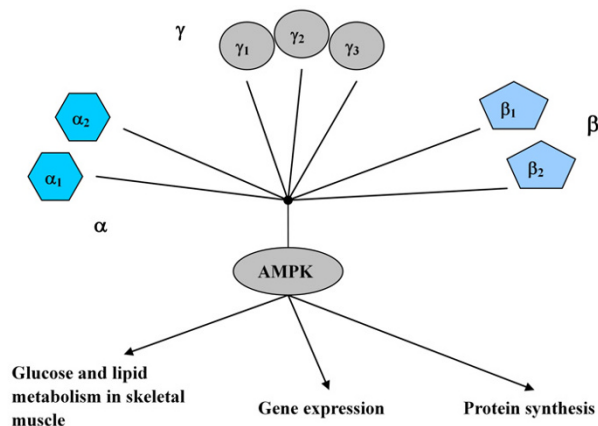 γ
γ1
γ2
γ3
α2
α1
α
β1
β2
β
AMPK
Glucose and lipid
metabolism in skeletal
muscle
Gene expression
Protein synthesis